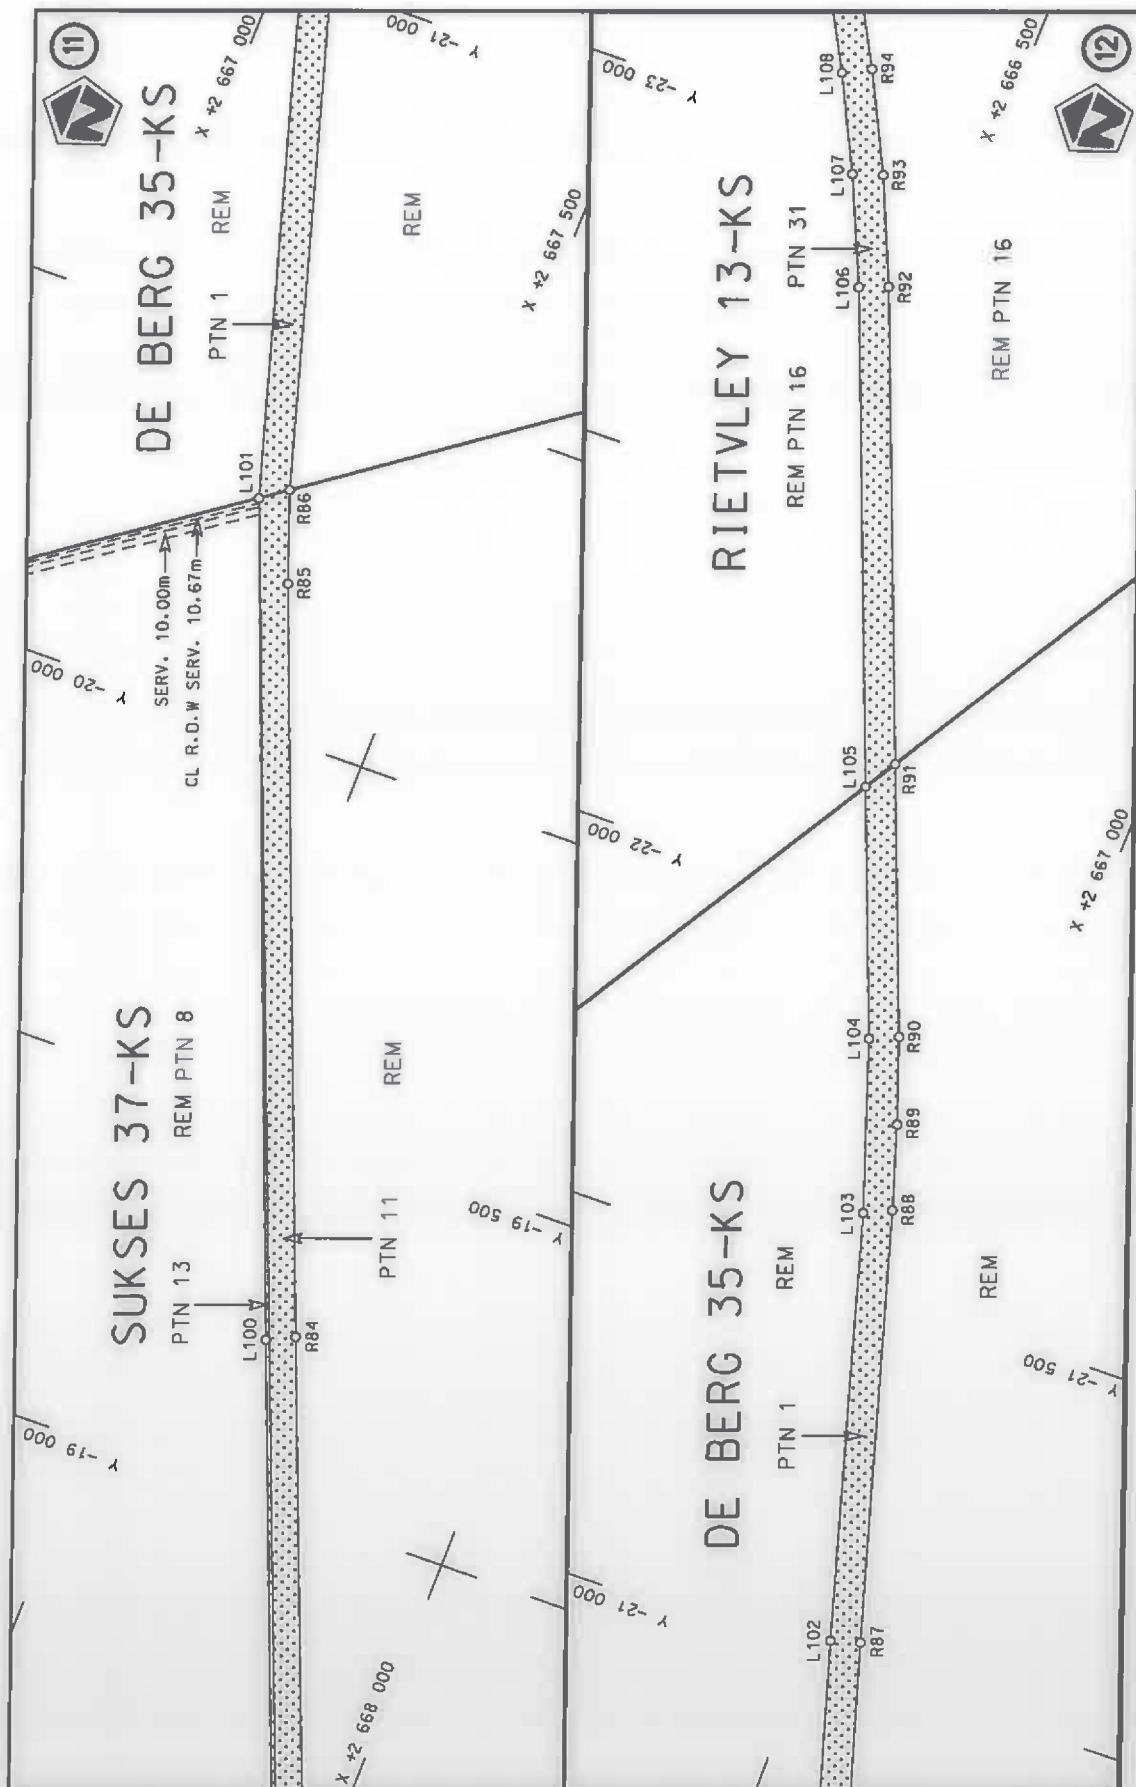 11
DE BERG 35-KS
PTN 1 REM
X +2 667 000
Y -21 000
REM
X +2 667 500
L101
R86
R85
SERV. 10.00m
CL R.D.W SERV. 10.67m
Y -20 000
SUKSES 37-KS
PTN 13 REM PTN 8
REM
PTN 11
Y -19 500
L100
R84
Y -19 000
X +2 668 000
12
X +2 666 500
Y -23 000
L108
R94
L107
R93
L106
R92
RIETVLEY 13-KS
REM PTN 16 PTN 31
REM PTN 16
L105
R91
Y -22 000
X +2 667 000
L104
R90
R89
L103
R88
DE BERG 35-KS
PTN 1 REM
REM
Y -21 500
Y -21 000
L102
R87